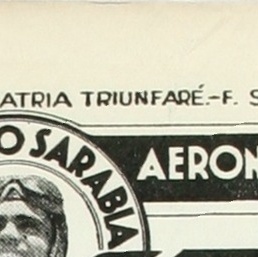 ATRIA TRIUNFARÉ.-F. S
O SARABIA
AERON